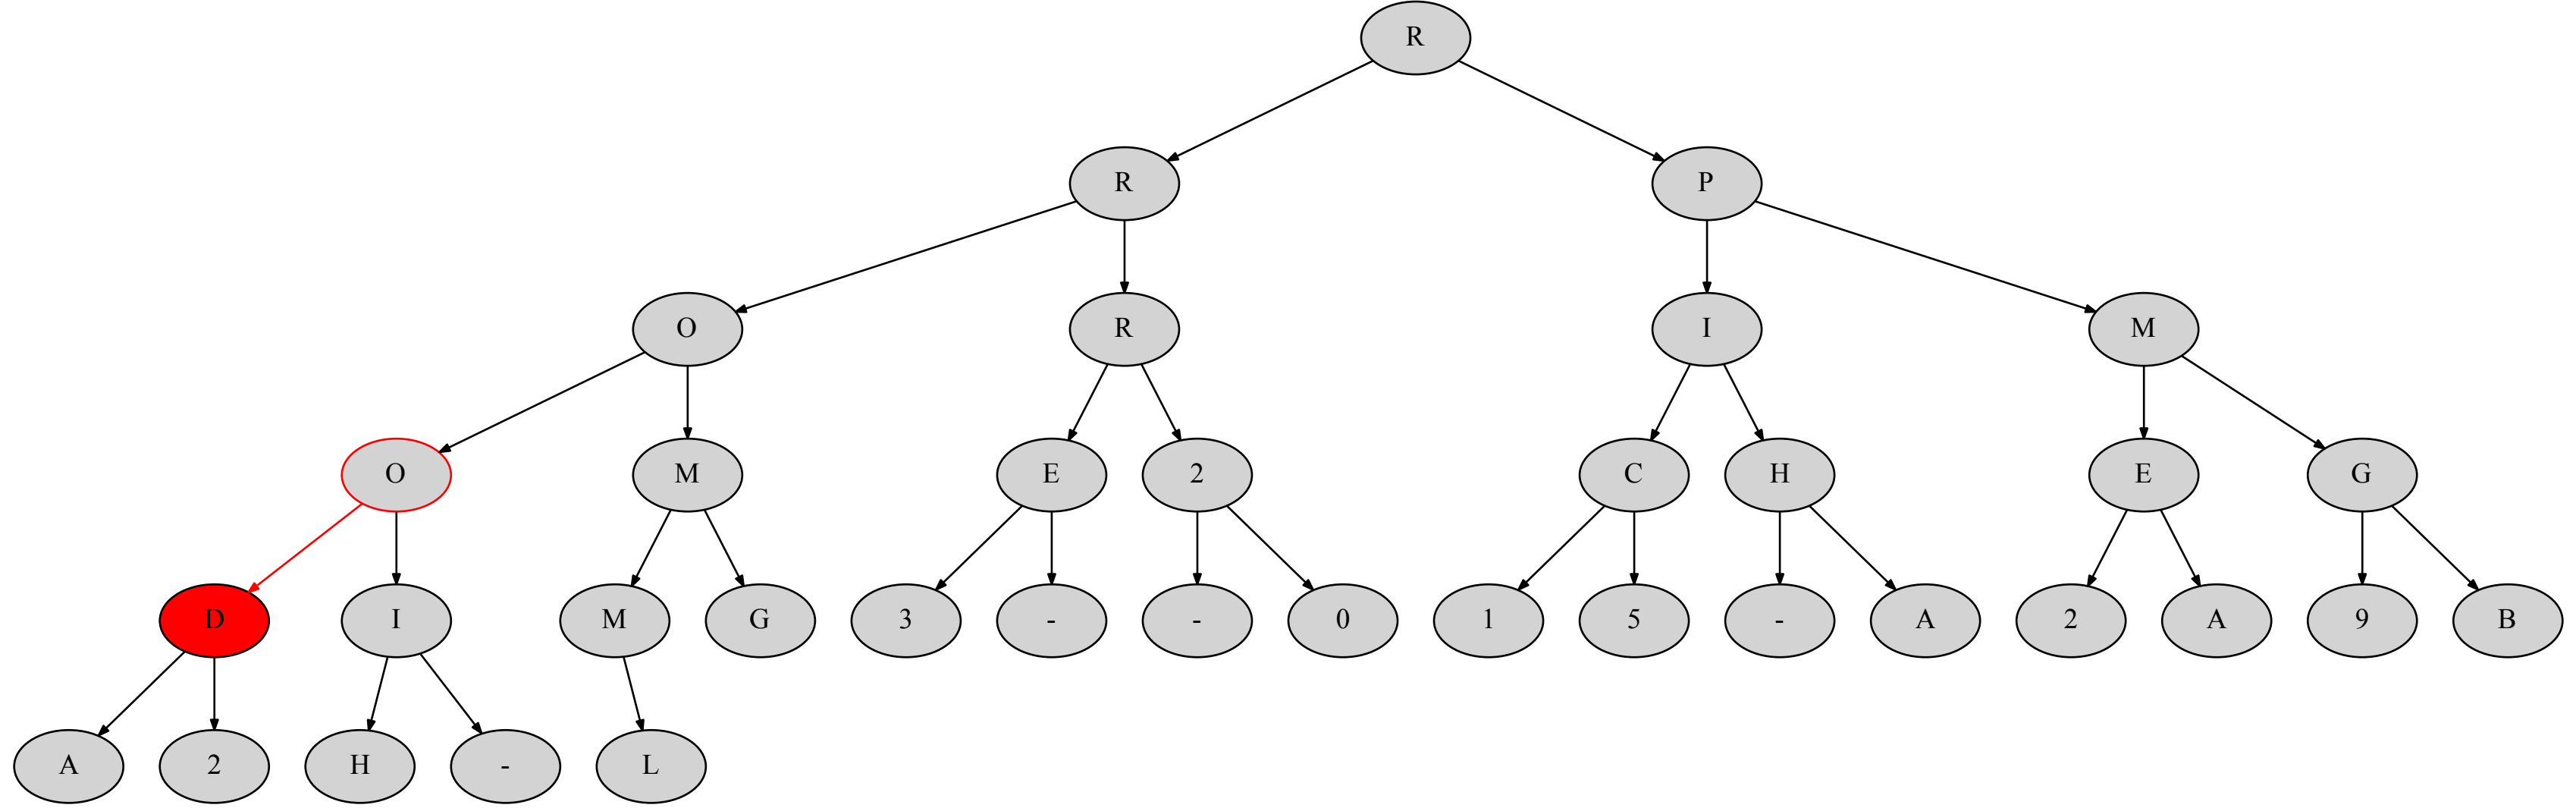 R
R P
O R I M
O M E 2 C H E G
D I M G 3 - - 0 1 5 - A 2 A 9 B
A 2 H - L